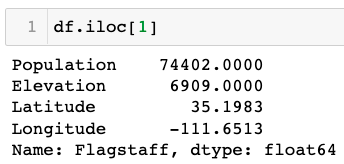 1 df.iloc[1]
Population 74402.0000
Elevation 6909.0000
Latitude 35.1983
Longitude -111.6513
Name: Flagstaff, dtype: float64